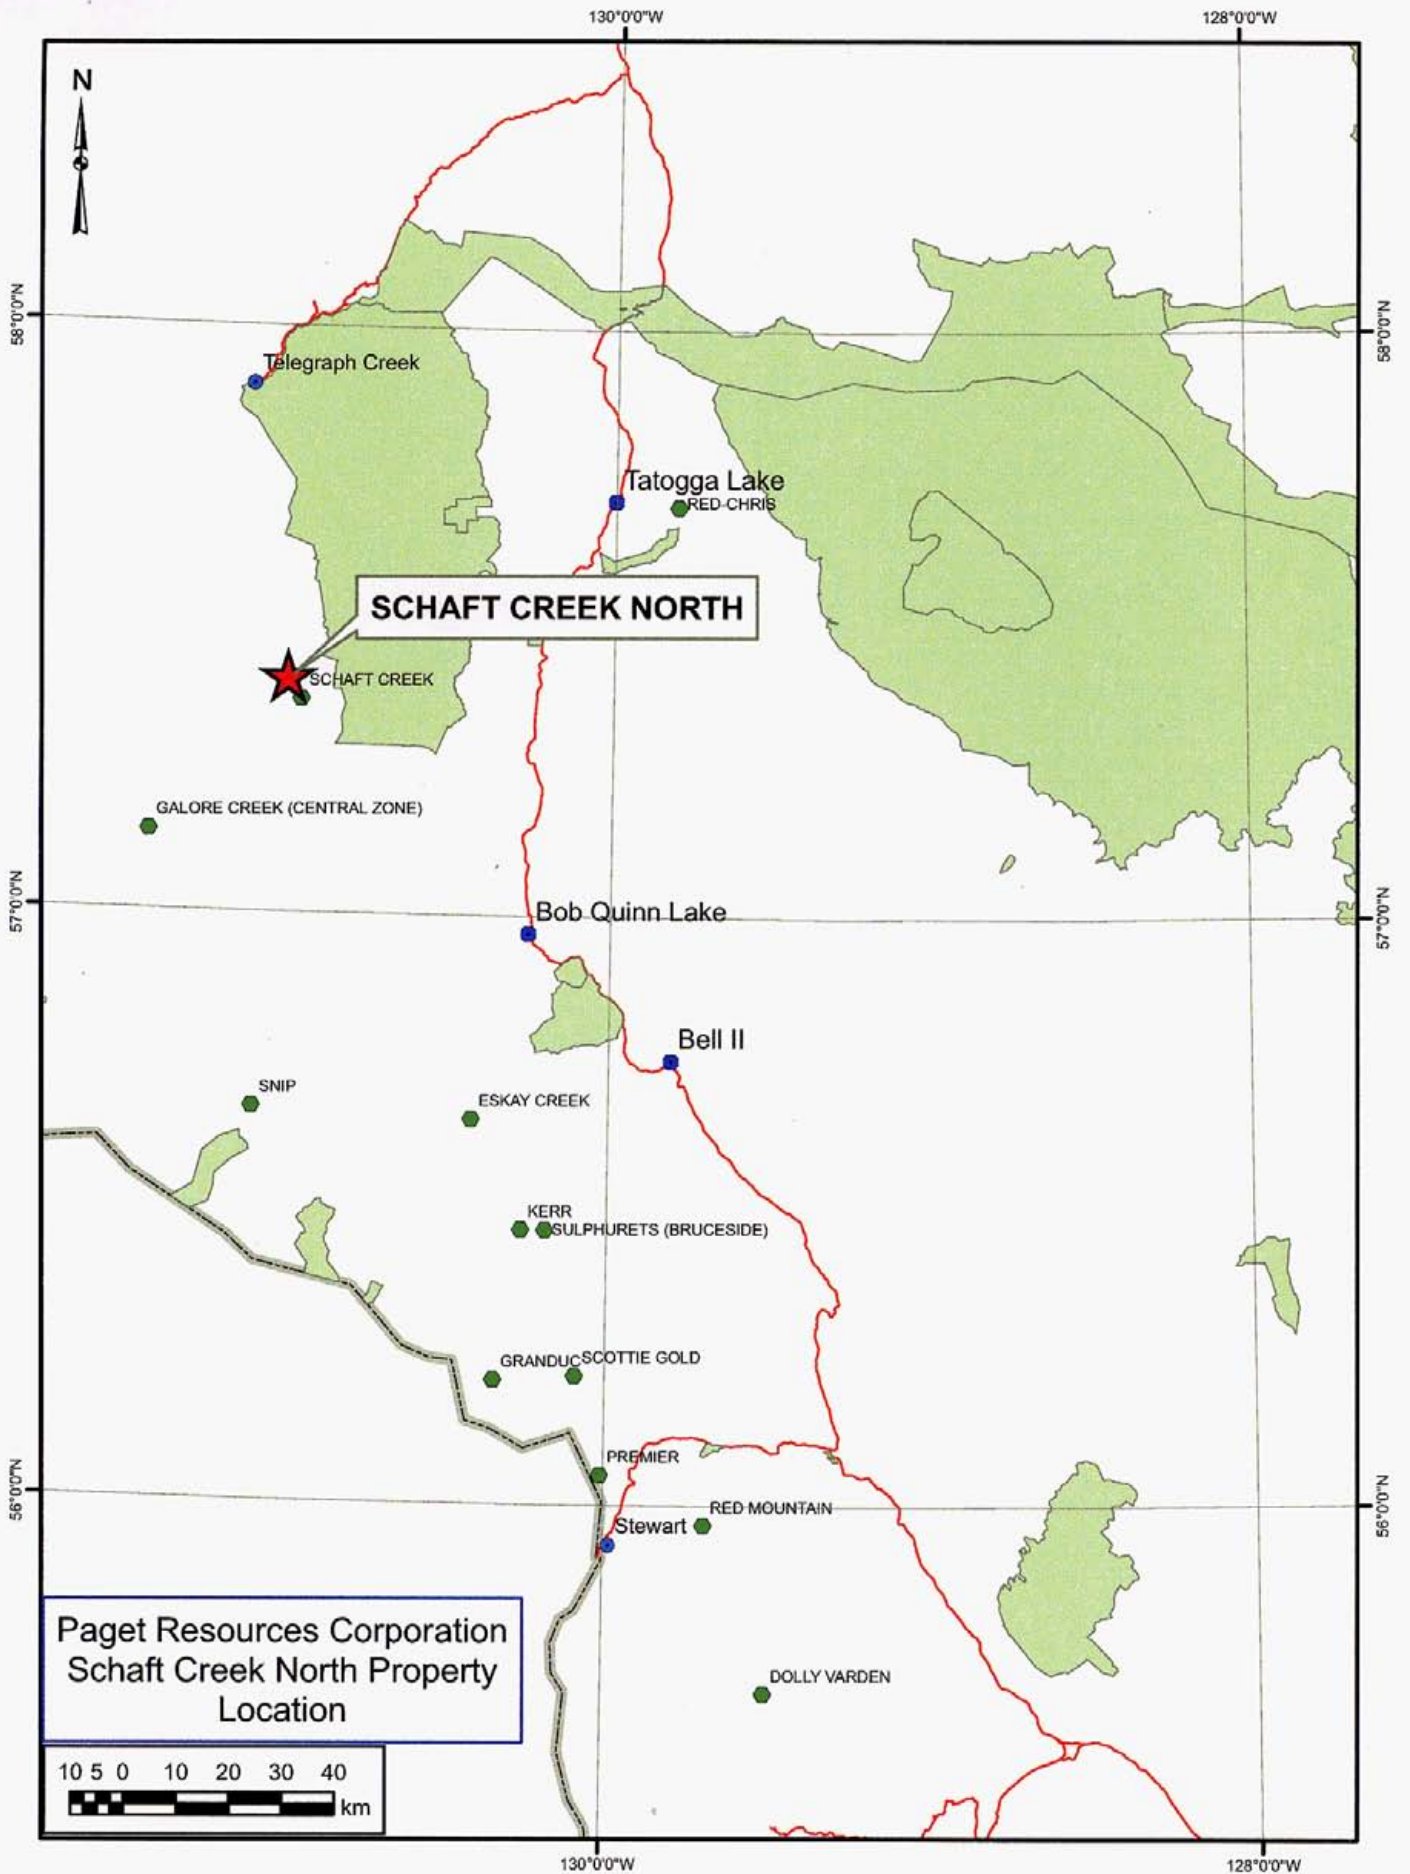 130°0'0"W
128°0'0"W
N
58°0'0"N
58°0'0"N
Telegraph Creek
Tatogga Lake
RED-CHRIS
SCHAFT CREEK NORTH
SCHAFT CREEK
GALORE CREEK (CENTRAL ZONE)
57°0'0"N
57°0'0"N
Bob Quinn Lake
Bell II
SNIP
ESKAY CREEK
KERR
SULPHURETS (BRUCESIDE)
GRANDUC
SCOTTIE GOLD
PREMIER
56°0'0"N
56°0'0"N
RED MOUNTAIN
Stewart
Paget Resources Corporation
Schaft Creek North Property
Location
DOLLY VARDEN
10 5 0 10 20 30 40
km
130°0'0"W
128°0'0"W